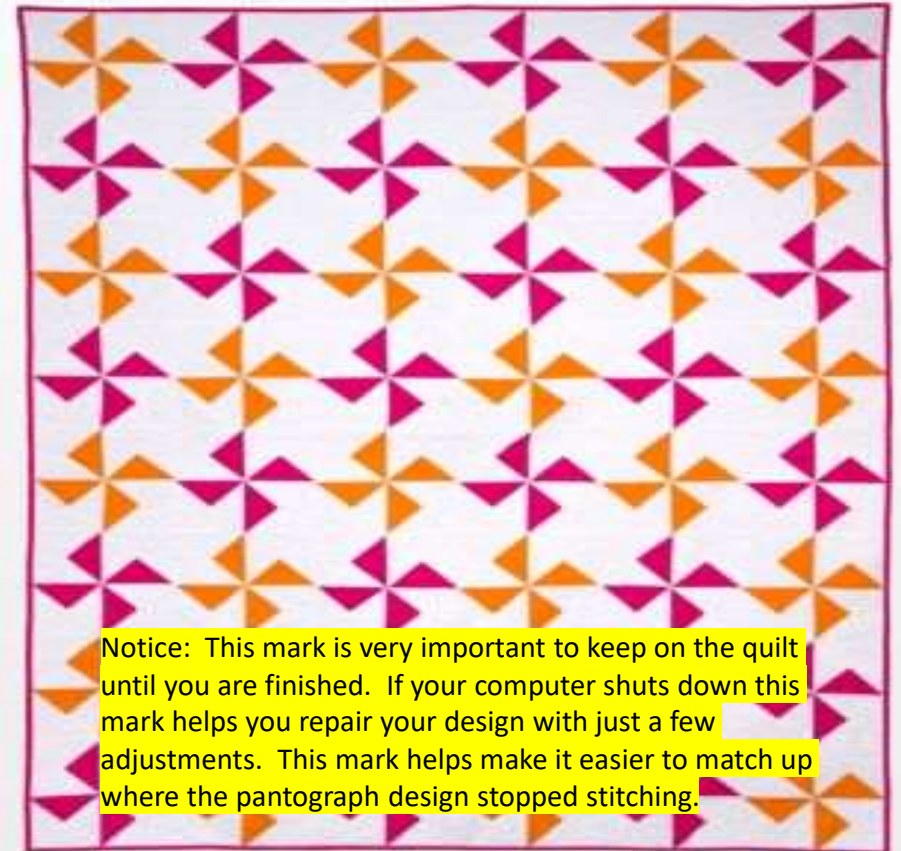 Notice:  This mark is very important to keep on the quilt
until you are finished.  If your computer shuts down this
mark helps you repair your design with just a few
adjustments.  This mark helps make it easier to match up
where the pantograph design stopped stitching.